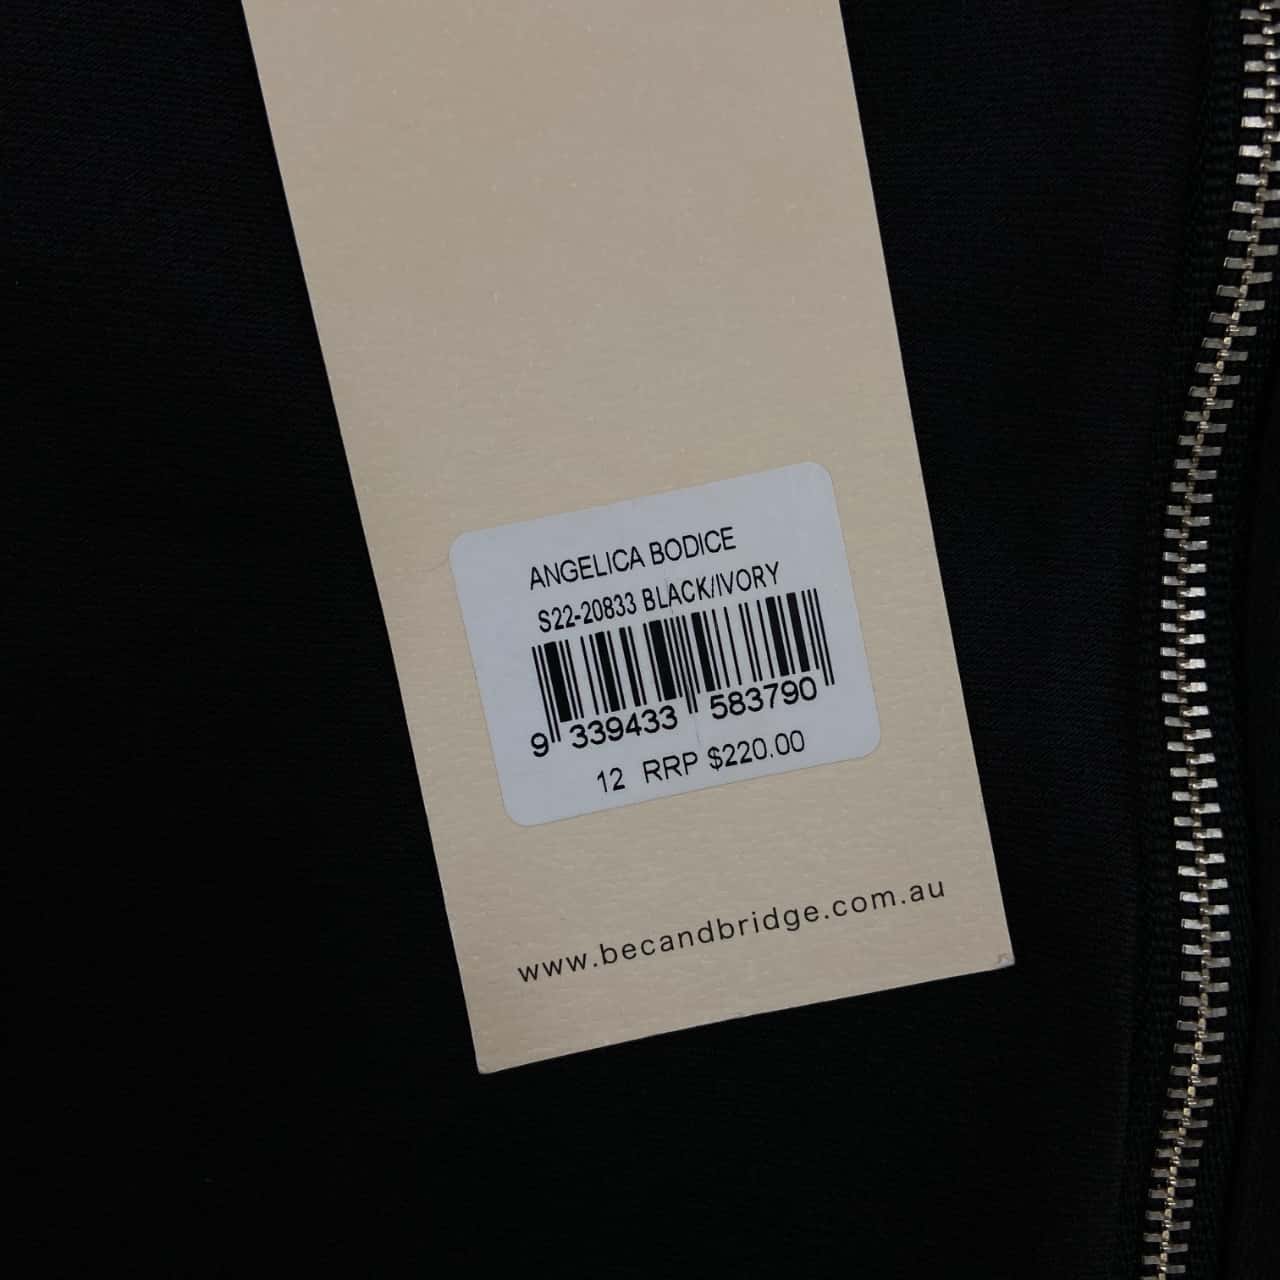 ANGELICA BODICE
S22-20833 BLACK/IVORY
9 339433 583790
12 RRP $220.00
www.becandbridge.com.au